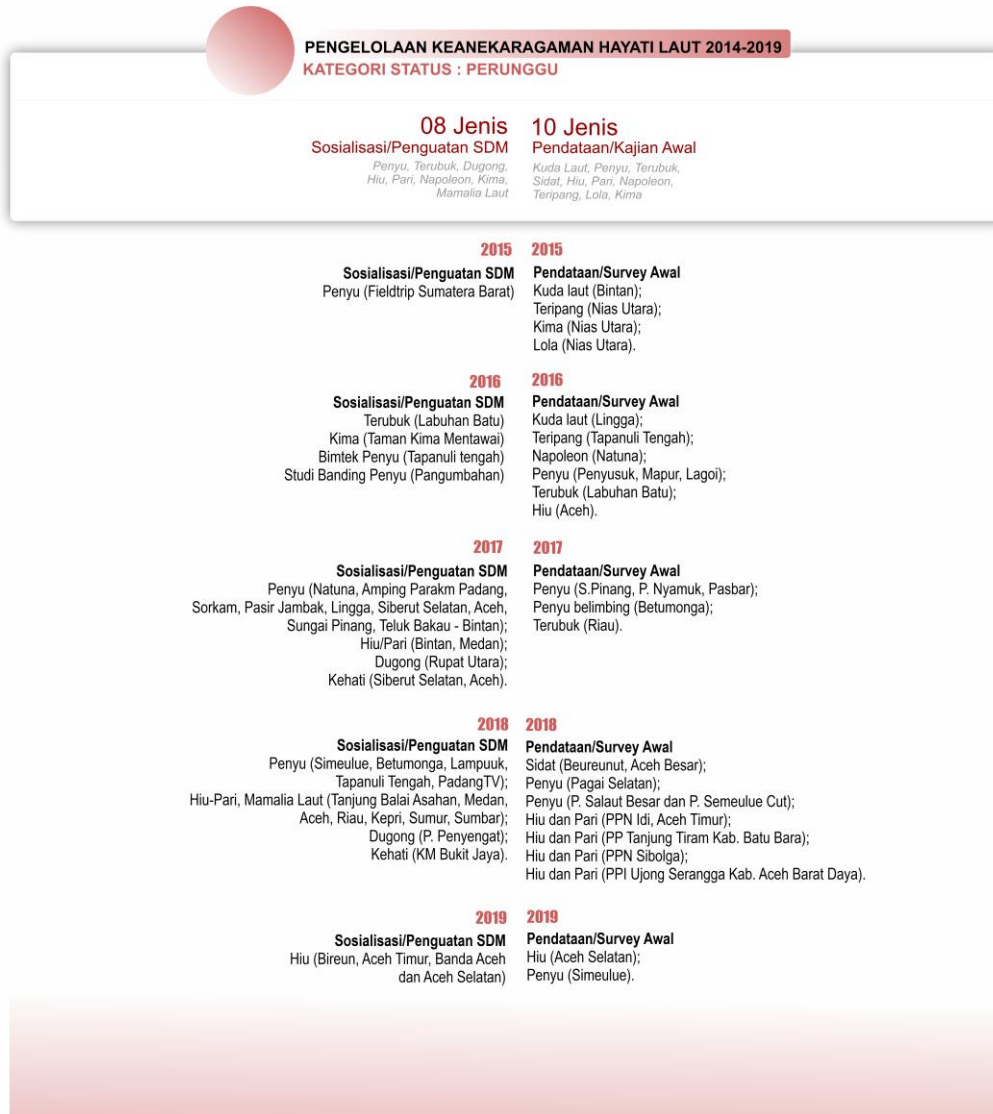 PENGELOLAAN KEANEKARAGAMAN HAYATI LAUT 2014-2019
KATEGORI STATUS : PERUNGGU
08 Jenis
Sosialisasi/Penguatan SDM
Penyu, Terubuk, Dugong,
Hiu, Pari, Napoleon, Kima,
Mamalia Laut
10 Jenis
Pendataan/Kajian Awal
Kuda Laut, Penyu, Terubuk,
Sidat, Hiu, Pari, Napoleon,
Teripang, Lola, Kima
2015
Sosialisasi/Penguatan SDM
Penyu (Fieldtrip Sumatera Barat)
2015
Pendataan/Survey Awal
Kuda laut (Bintan);
Teripang (Nias Utara);
Kima (Nias Utara);
Lola (Nias Utara).
2016
Sosialisasi/Penguatan SDM
Terubuk (Labuhan Batu)
Kima (Taman Kima Mentawai)
Bimtek Penyu (Tapanuli tengah)
Studi Banding Penyu (Pangumbahan)
2016
Pendataan/Survey Awal
Kuda laut (Lingga);
Teripang (Tapanuli Tengah);
Napoleon (Natuna);
Penyu (Penyusuk, Mapur, Lagoi);
Terubuk (Labuhan Batu);
Hiu (Aceh).
2017
Sosialisasi/Penguatan SDM
Penyu (Natuna, Amping Parakm Padang,
Sorkam, Pasir Jambak, Lingga, Siberut Selatan, Aceh,
Sungai Pinang, Teluk Bakau - Bintan);
Hiu/Pari (Bintan, Medan);
Dugong (Rupat Utara);
Kehati (Siberut Selatan, Aceh).
2017
Pendataan/Survey Awal
Penyu (S.Pinang, P. Nyamuk, Pasbar);
Penyu belimbing (Betumonga);
Terubuk (Riau).
2018
Sosialisasi/Penguatan SDM
Penyu (Simeulue, Betumonga, Lampuuk,
Tapanuli Tengah, PadangTV);
Hiu-Pari, Mamalia Laut (Tanjung Balai Asahan, Medan,
Aceh, Riau, Kepri, Sumur, Sumbar);
Dugong (P. Penyengat);
Kehati (KM Bukit Jaya).
2018
Pendataan/Survey Awal
Sidat (Beureunut, Aceh Besar);
Penyu (Pagai Selatan);
Penyu (P. Salaut Besar dan P. Semeulue Cut);
Hiu dan Pari (PPN Idi, Aceh Timur);
Hiu dan Pari (PP Tanjung Tiram Kab. Batu Bara);
Hiu dan Pari (PPN Sibolga);
Hiu dan Pari (PPI Ujong Serangga Kab. Aceh Barat Daya).
2019
Sosialisasi/Penguatan SDM
Hiu (Bireun, Aceh Timur, Banda Aceh
dan Aceh Selatan)
2019
Pendataan/Survey Awal
Hiu (Aceh Selatan);
Penyu (Simeulue).